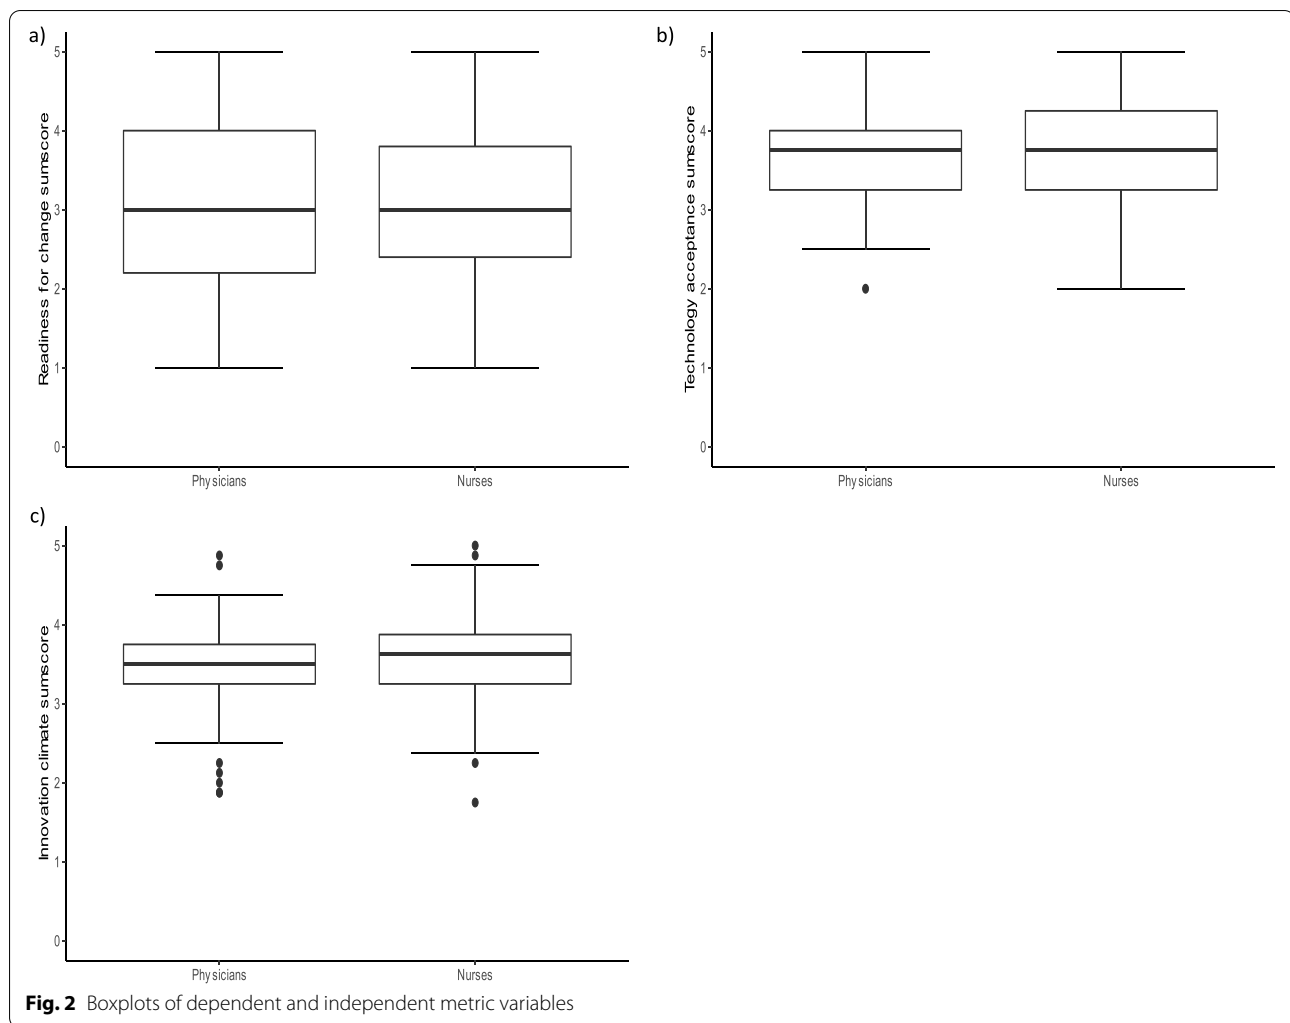 a)
Readiness for change sumscore
5
4
3
2
1
0
Physicians
Nurses
b)
Technology acceptance sumscore
5
4
3
2
1
0
Physicians
Nurses
c)
Innovation climate sumscore
5
4
3
2
1
0
Physicians
Nurses
Fig. 2 Boxplots of dependent and independent metric variables